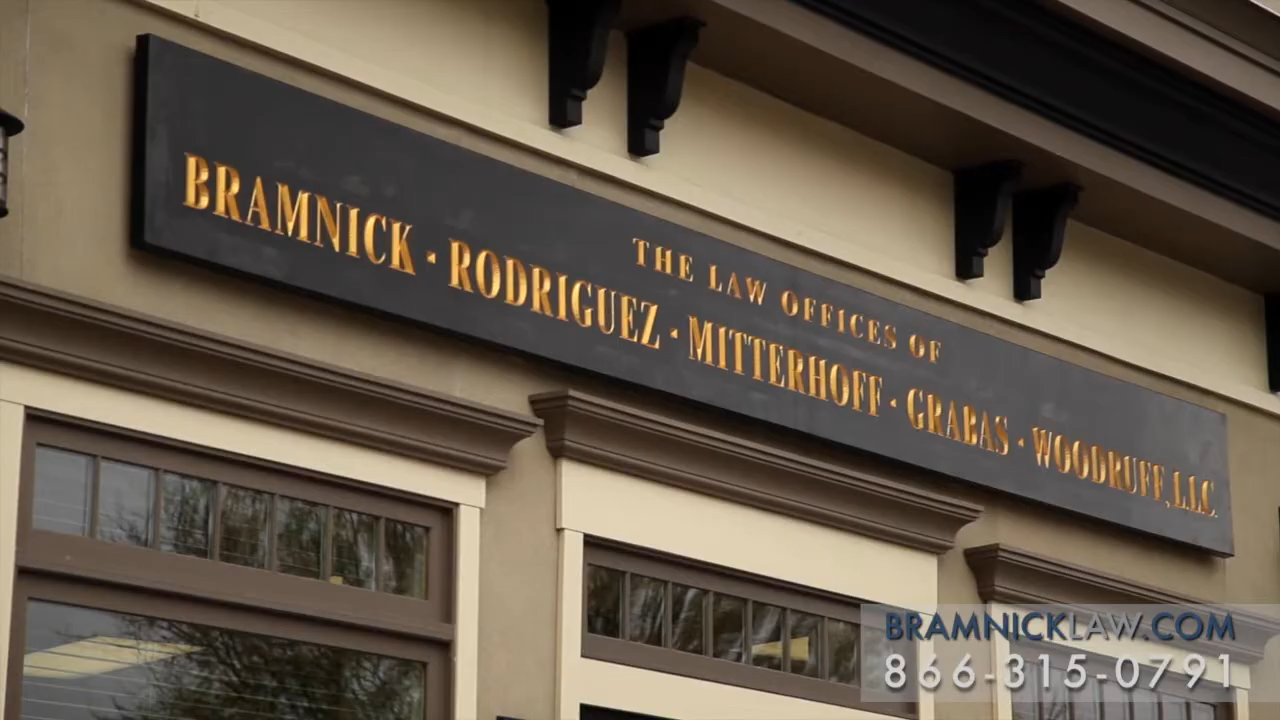 THE LAW OFFICES OF
BRAMNICK · RODRIGUEZ · MITTERHOFF · GRABAS · WOODRUFF, LLC.
BRAMNICKLAW.COM
866-315-0791